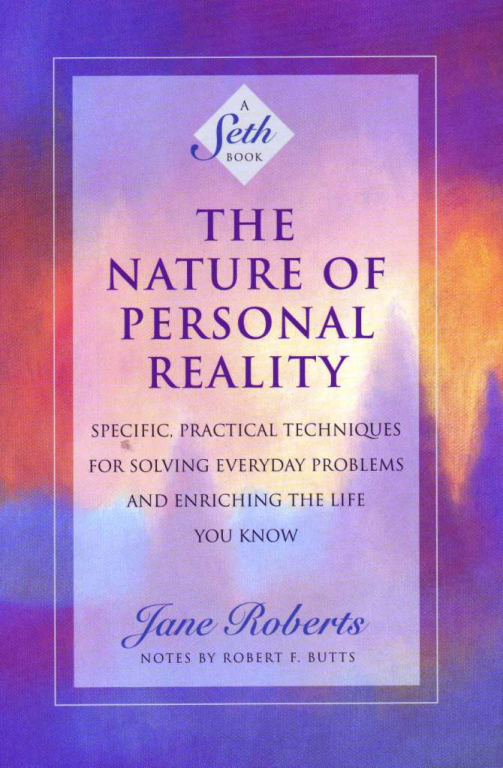 A
Seth
BOOK
THE
NATURE OF
PERSONAL
REALITY
SPECIFIC, PRACTICAL TECHNIQUES
FOR SOLVING EVERYDAY PROBLEMS
AND ENRICHING THE LIFE
YOU KNOW
Jane Roberts
NOTES BY ROBERT F. BUTTS